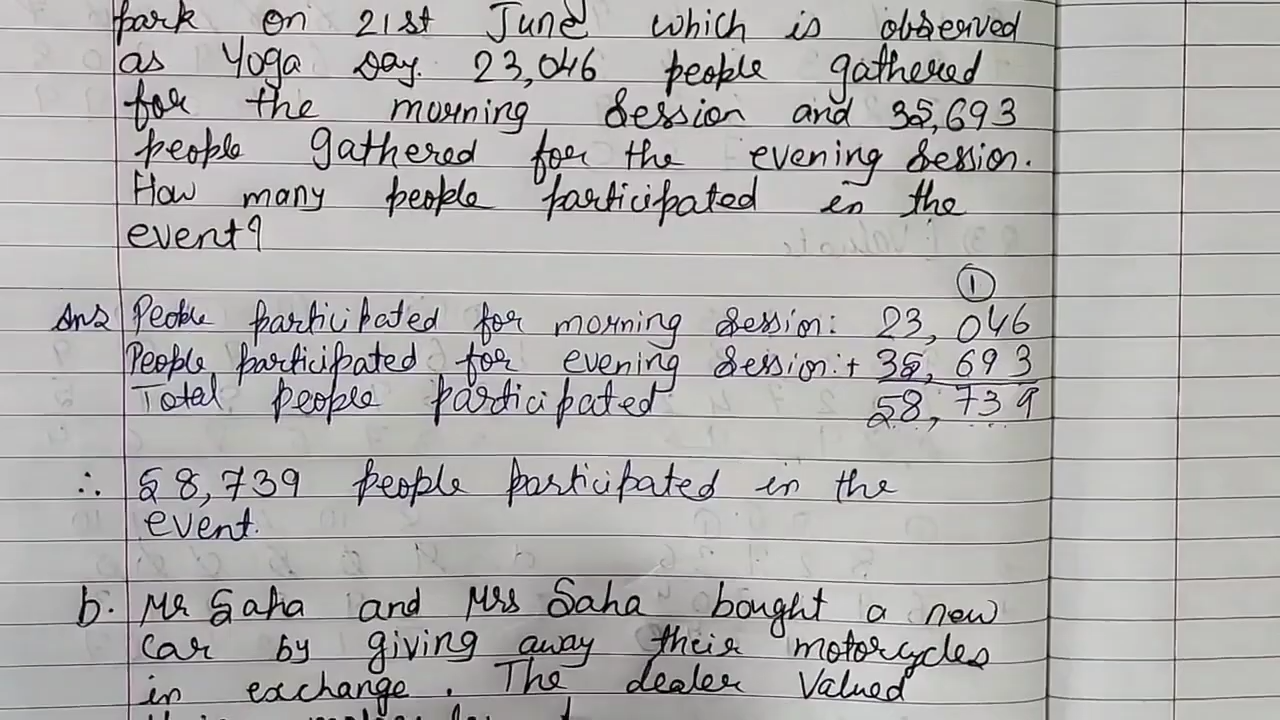 park on 21st June which is observed
as Yoga Day. 23,046 people gathered
for the morning session and 35,693
people gathered for the evening session.
How many people participated in the
event?
①
Ans People participated for morning session: 23, 046
People participated for evening session: + 35, 693
Total people participated 58, 739
∴ 58,739 people participated in the
event.
b. Mr Saha and Mrs Saha bought a new
car by giving away their motorcycles
in exchange. The dealer valued